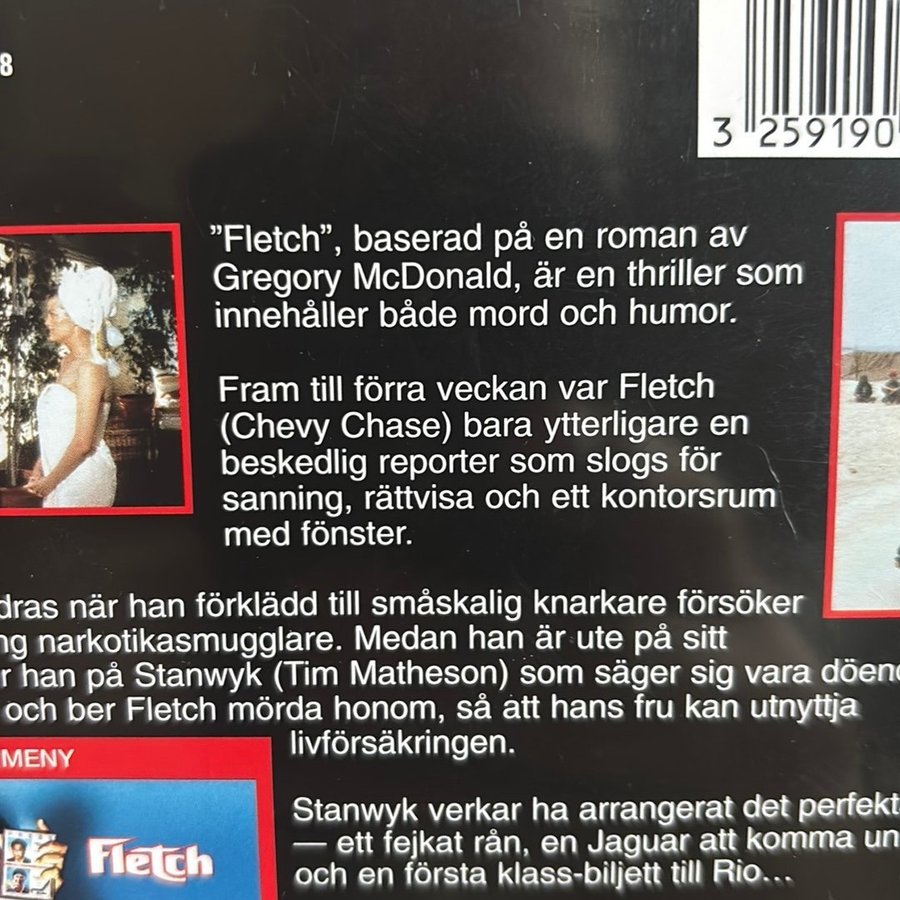 8
3 259190
”Fletch”, baserad på en roman av
Gregory McDonald, är en thriller som
innehåller både mord och humor.
Fram till förra veckan var Fletch
(Chevy Chase) bara ytterligare en
beskedlig reporter som slogs för
sanning, rättvisa och ett kontorsrum
med fönster.
dras när han förklädd till småskalig knarkare försöker
ng narkotikasmugglare. Medan han är ute på sitt
r han på Stanwyk (Tim Matheson) som säger sig vara döend
och ber Fletch mörda honom, så att hans fru kan utnyttja
livförsäkringen.
MENY
Fletch
Stanwyk verkar ha arrangerat det perfekta
— ett fejkat rån, en Jaguar att komma un
och en första klass-biljett till Rio...